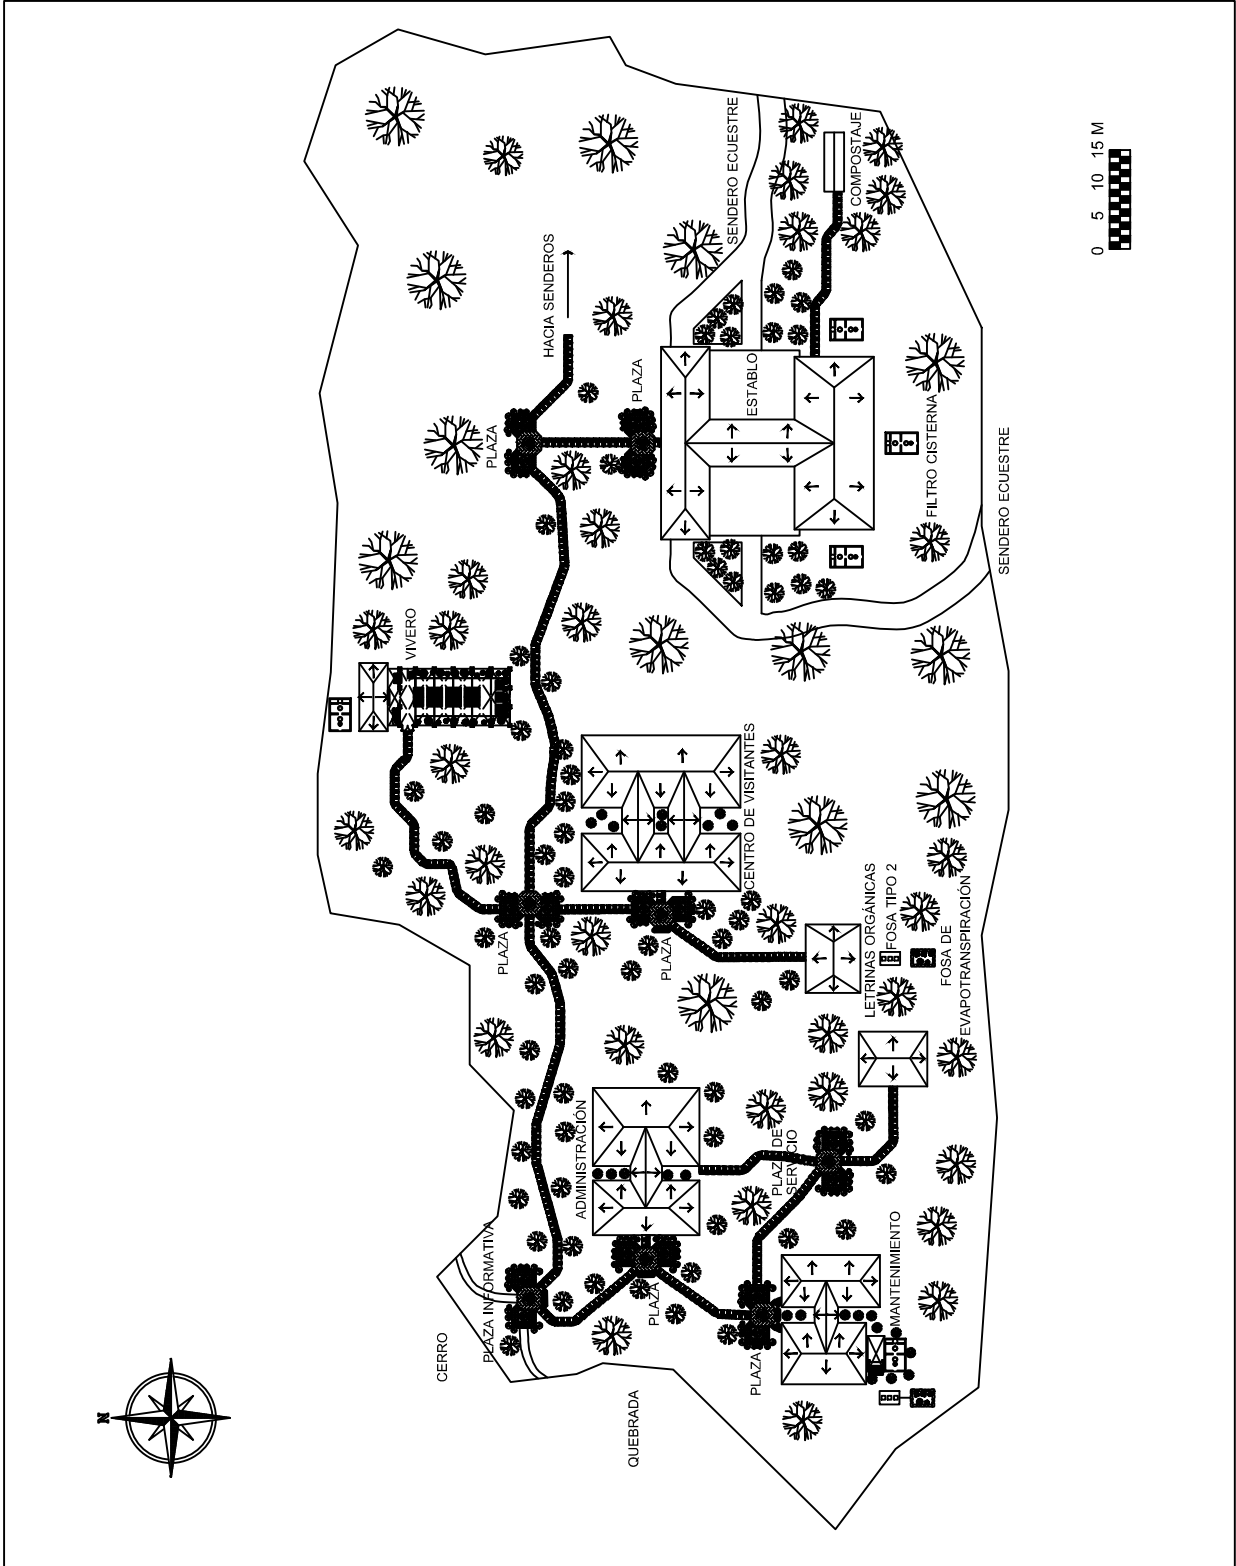 N
VIVERO
CERRO
PLAZA INFORMATIVA
PLAZA
PLAZA
HACIA SENDEROS
ADMINISTRACIÓN
QUEBRADA
PLAZA
PLAZA
PLAZA
SENDERO ECUESTRE
CENTRO DE VISITANTES
ESTABLO
PLAZA
PLAZA DE
SERVICIO
COMPOSTAJE
LETRINAS ORGÁNICAS
FOSA TIPO 2
MANTENIMIENTO
FILTRO CISTERNA
FOSA DE
EVAPOTRANSPIRACIÓN
SENDERO ECUESTRE
0 5 10 15 M